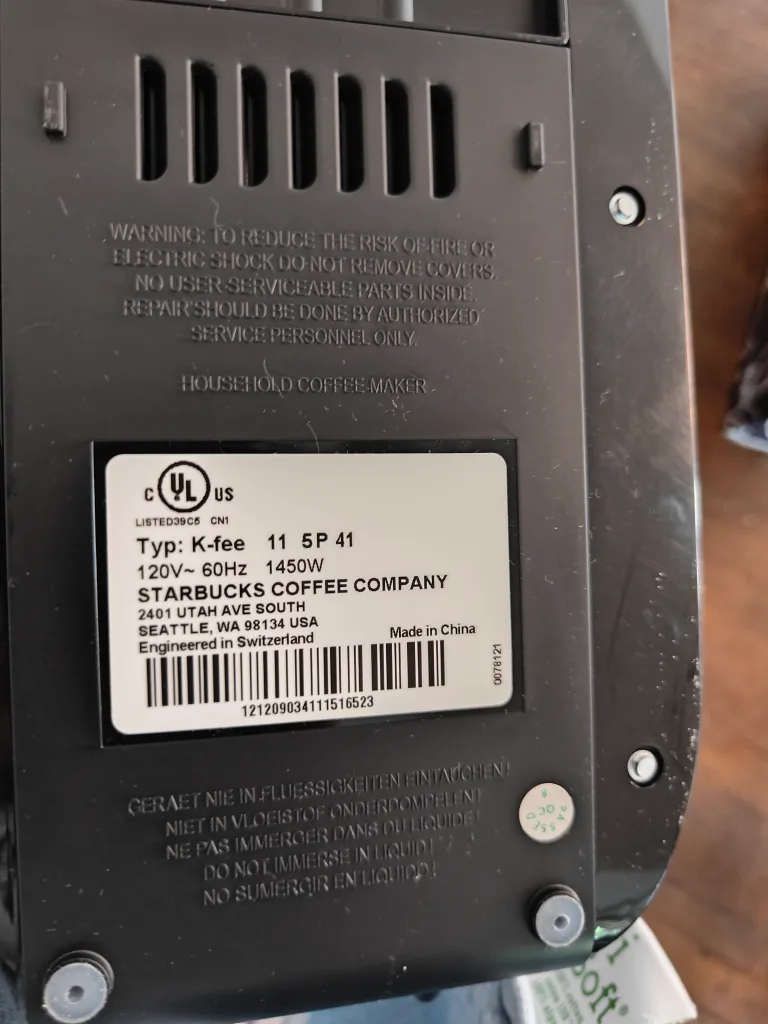 WARNING: TO REDUCE THE RISK OF FIRE OR
ELECTRIC SHOCK DO NOT REMOVE COVERS.
NO USER-SERVICEABLE PARTS INSIDE.
REPAIR SHOULD BE DONE BY AUTHORIZED
SERVICE PERSONNEL ONLY.
HOUSEHOLD COFFEE MAKER
C UL US
LISTED39C5 CN1
Typ: K-fee 11 5P 41
120V~ 60Hz 1450W
STARBUCKS COFFEE COMPANY
2401 UTAH AVE SOUTH
SEATTLE, WA 98134 USA
Engineered in Switzerland Made in China
0078121
121209034111516523
GERAET NIE IN FLUESSIGKEITEN EINTAUCHEN!
NIET IN VLOEISTOF ONDERDOMPELEN!
NE PAS IMMERGER DANS DU LIQUIDE!
DO NOT IMMERSE IN LIQUID!
NO SUMERGIR EN LIQUIDO!
PASSED
QC
soft®